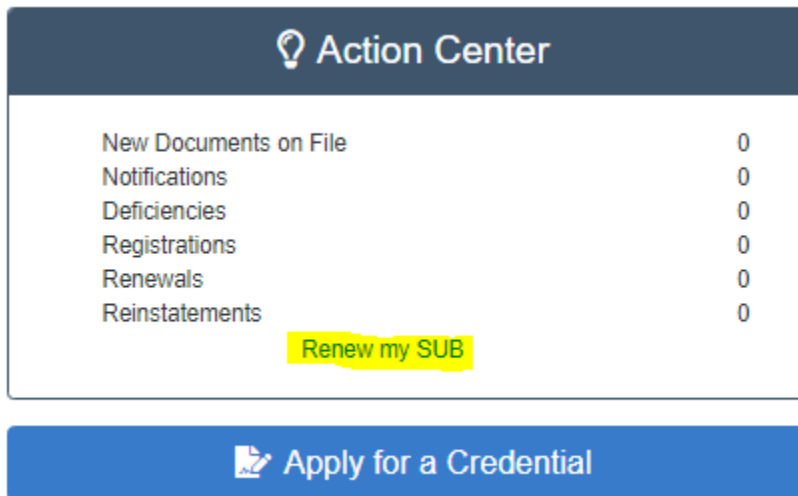 Action Center
New Documents on File 0
Notifications 0
Deficiencies 0
Registrations 0
Renewals 0
Reinstatements 0
Renew my SUB
Apply for a Credential